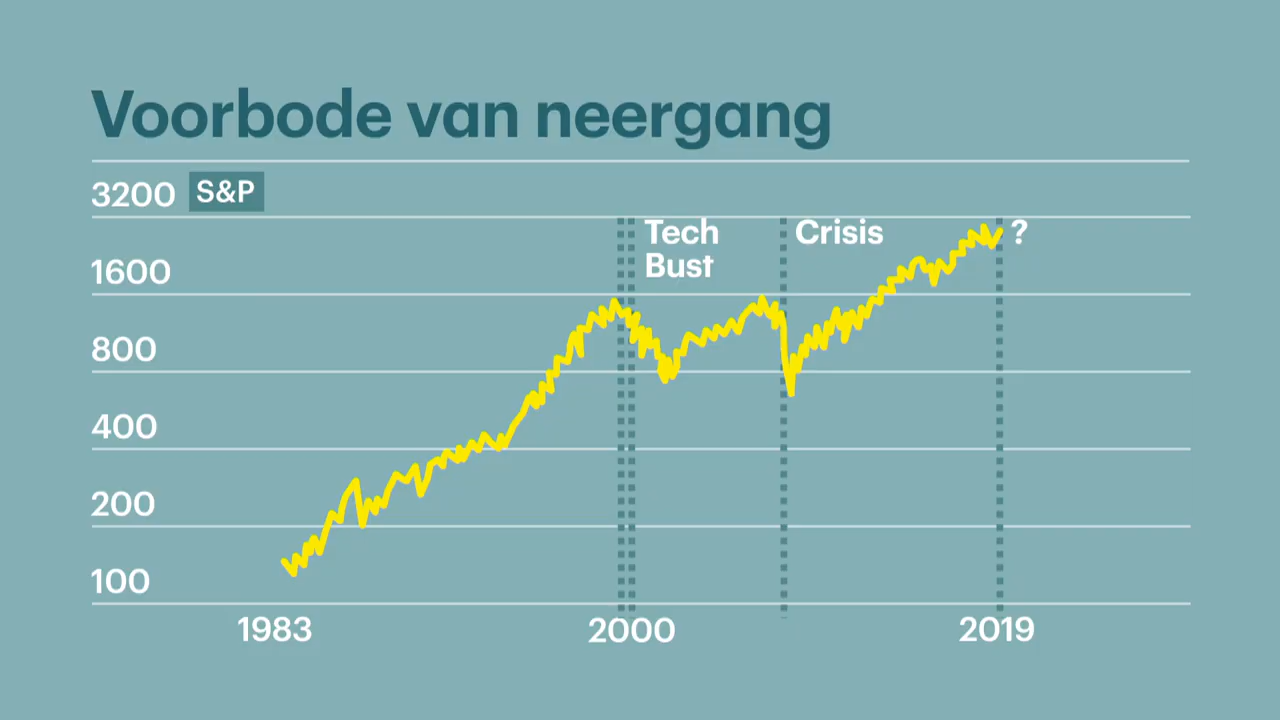 Voorbode van neergang
3200 S&P
Tech Crisis ?
Bust
1600
800
400
200
100
1983 2000 2019